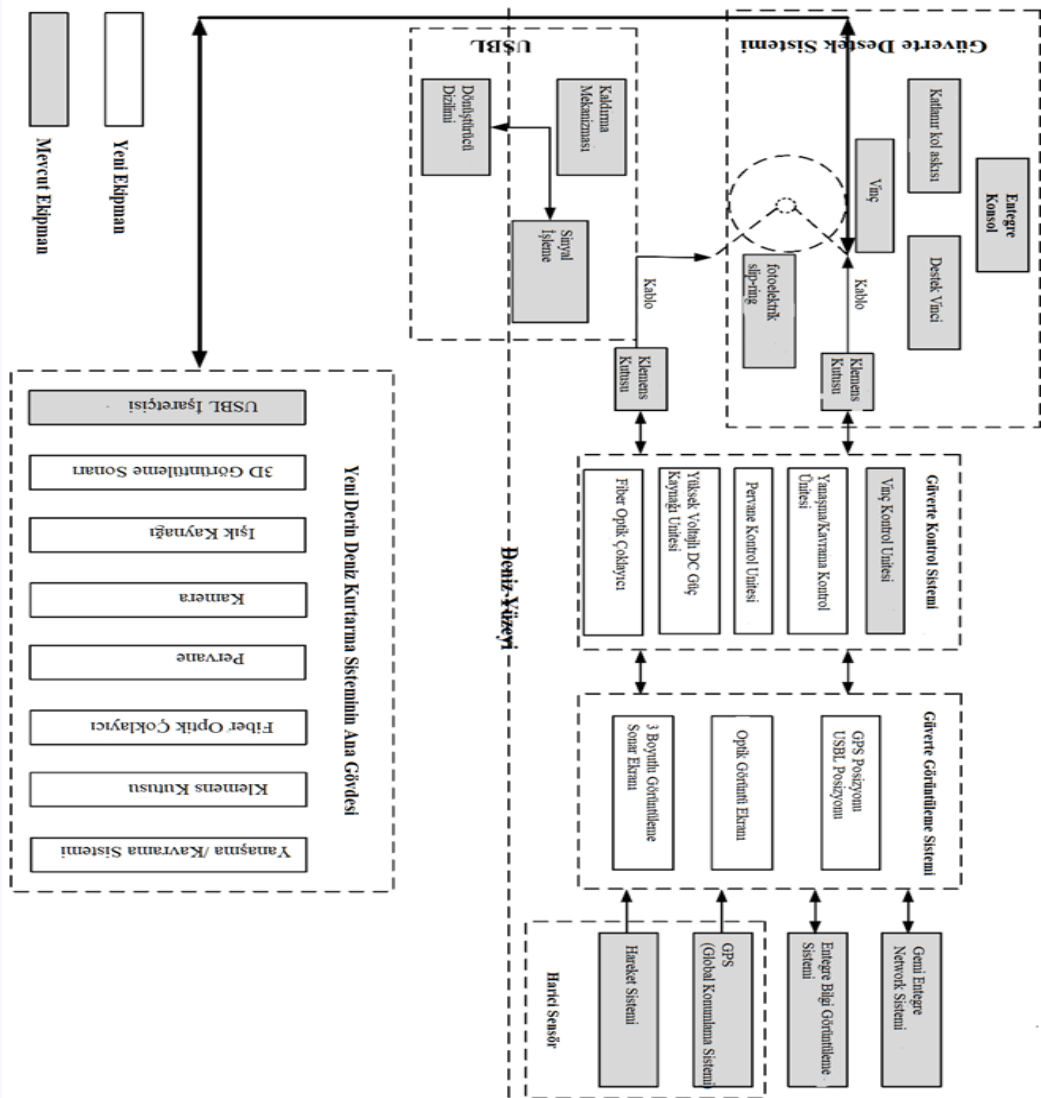 Güverte Destek Sistemi
Entegre
Konsol
Katlanır kol askısı
Destek Vinci
Vinç
fotoelektrik
slip-ring
Kablo
Klemens
Kutusu
USBL
Kaldırma
Mekanizması
Dönüştürücü
Dizilimi
Sinyal
İşleme
Kablo
Klemens
Kutusu
Güverte Kontrol Sistemi
Vinç Kontrol Unitesi
Yanaşma/Kavrama Kontrol
Ünitesi
Pervane Kontrol Unitesi
Yüksek Voltajlı DC Güç
Kaynağı Unitesi
Fiber Optik Çoklayıcı
Güverte Görüntüleme Sistemi
GPS Posizyonu
USBL Posizyonu
Optik Görüntü Ekranı
3 Boyutlu Görüntüleme
Sonar Ekranı
Gemi Entegre
Network Sistemi
Entegre Bilgi Görüntüleme
Sistemi
GPS
(Global Konumlama Sistemi)
Hareket Sistemi
Harici Sensör
Deniz Yüzeyi
Yeni Derin Deniz Kurtarma Sisteminin Ana Gövdesi
USBL İşaretçisi
3D Görüntüleme Sonarı
Işık Kaynağı
Kamera
Pervane
Fiber Optik Çoklayıcı
Klemens Kutusu
Yanaşma /Kavrama Sistemi
Yeni Ekipman
Mevcut Ekipman